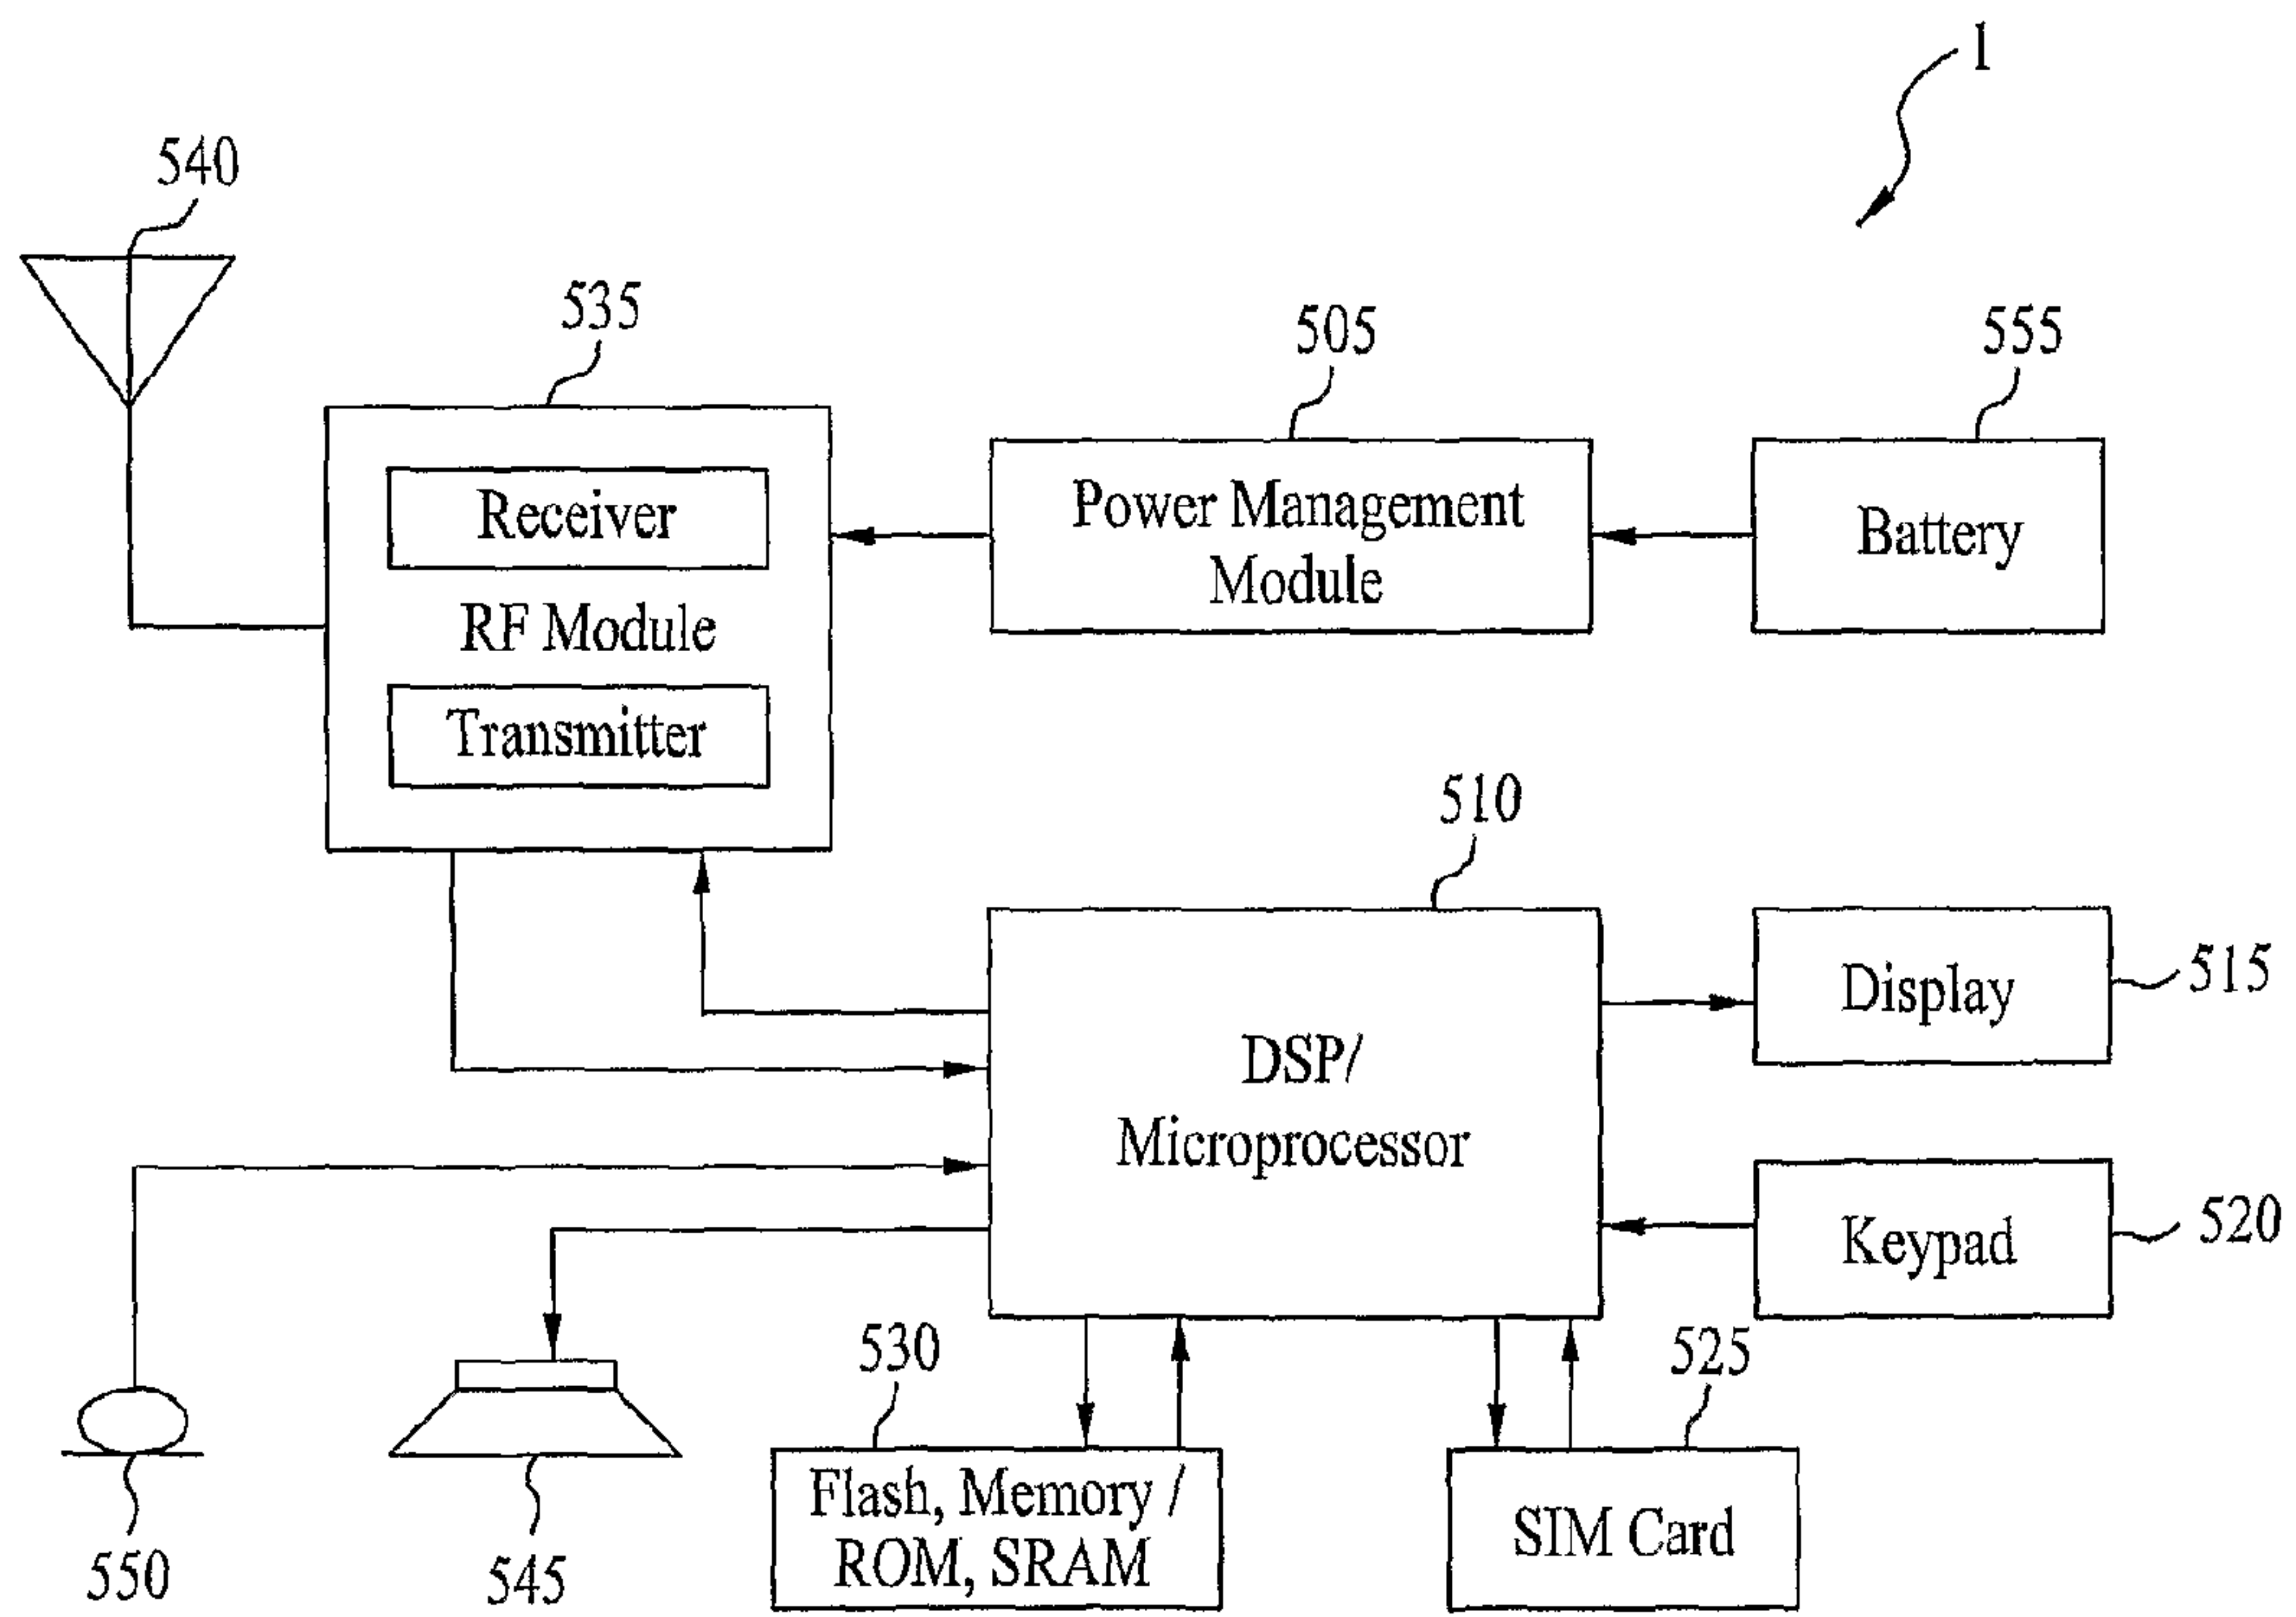 1
540
535
505
555
Receiver
RF Module
Transmitter
Power Management
Module
Battery
510
DSP/
Microprocessor
Display
515
Keypad
520
530
525
Flash, Memory /
ROM, SRAM
SIM Card
550
545